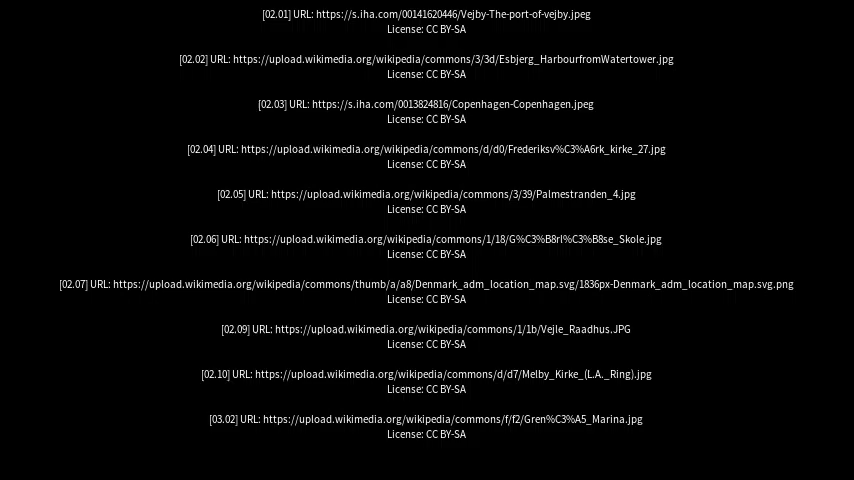 [02.01] URL: https://s.iha.com/00141620446/Vejby-The-port-of-vejby.jpeg
License: CC BY-SA
[02.02] URL: https://upload.wikimedia.org/wikipedia/commons/3/3d/Esbjerg_HarbourfromWatertower.jpg
License: CC BY-SA
[02.03] URL: https://s.iha.com/0013824816/Copenhagen-Copenhagen.jpeg
License: CC BY-SA
[02.04] URL: https://upload.wikimedia.org/wikipedia/commons/d/d0/Frederiksv%C3%A6rk_kirke_27.jpg
License: CC BY-SA
[02.05] URL: https://upload.wikimedia.org/wikipedia/commons/3/39/Palmestranden_4.jpg
License: CC BY-SA
[02.06] URL: https://upload.wikimedia.org/wikipedia/commons/1/18/G%C3%B8rl%C3%B8se_Skole.jpg
License: CC BY-SA
[02.07] URL: https://upload.wikimedia.org/wikipedia/commons/thumb/a/a8/Denmark_adm_location_map.svg/1836px-Denmark_adm_location_map.svg.png
License: CC BY-SA
[02.09] URL: https://upload.wikimedia.org/wikipedia/commons/1/1b/Vejle_Raadhus.JPG
License: CC BY-SA
[02.10] URL: https://upload.wikimedia.org/wikipedia/commons/d/d7/Melby_Kirke_(L.A._Ring).jpg
License: CC BY-SA
[03.02] URL: https://upload.wikimedia.org/wikipedia/commons/f/f2/Gren%C3%A5_Marina.jpg
License: CC BY-SA